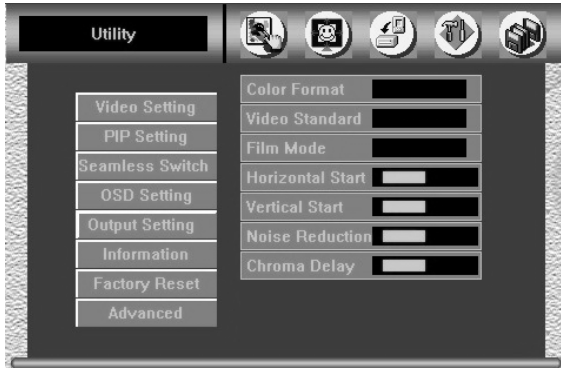 Utility
Video Setting
PIP Setting
Seamless Switch
OSD Setting
Output Setting
Information
Factory Reset
Advanced
Color Format
Video Standard
Film Mode
Horizontal Start
Vertical Start
Noise Reduction
Chroma Delay